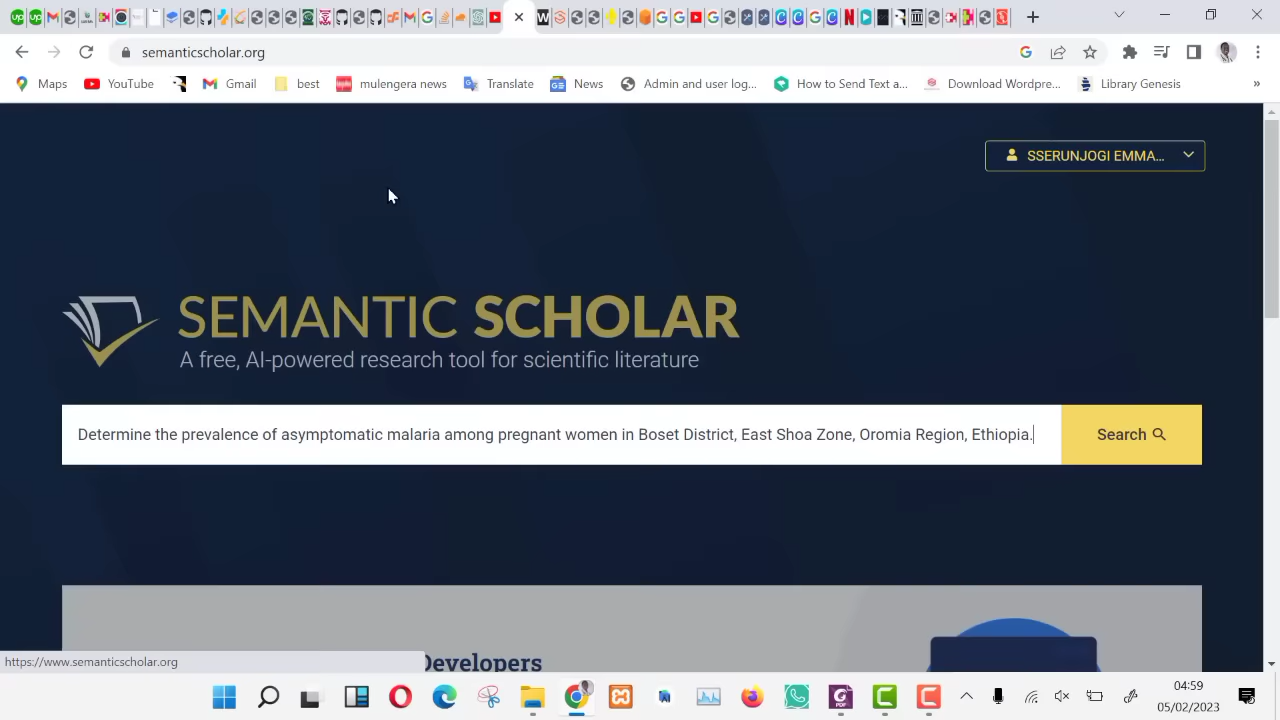 semanticscholar.org
Maps YouTube Gmail best mulengera news Translate News Admin and user log... How to Send Text a... Download Wordpre... Library Genesis »
SSERUNJOGI EMMA...
SEMANTIC SCHOLAR
A free, AI-powered research tool for scientific literature
Determine the prevalence of asymptomatic malaria among pregnant women in Boset District, East Shoa Zone, Oromia Region, Ethiopia. Search
Developers
https://www.semanticscholar.org
04:59
05/02/2023